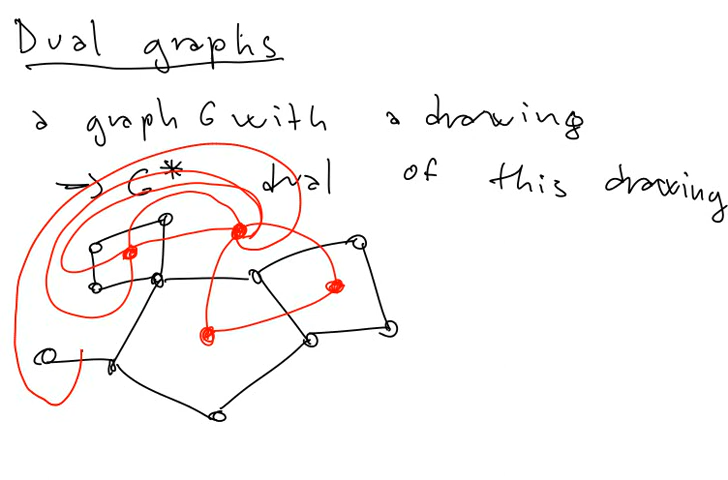 Dual graphs
a graph G with a drawing
→ G* dual of this drawing